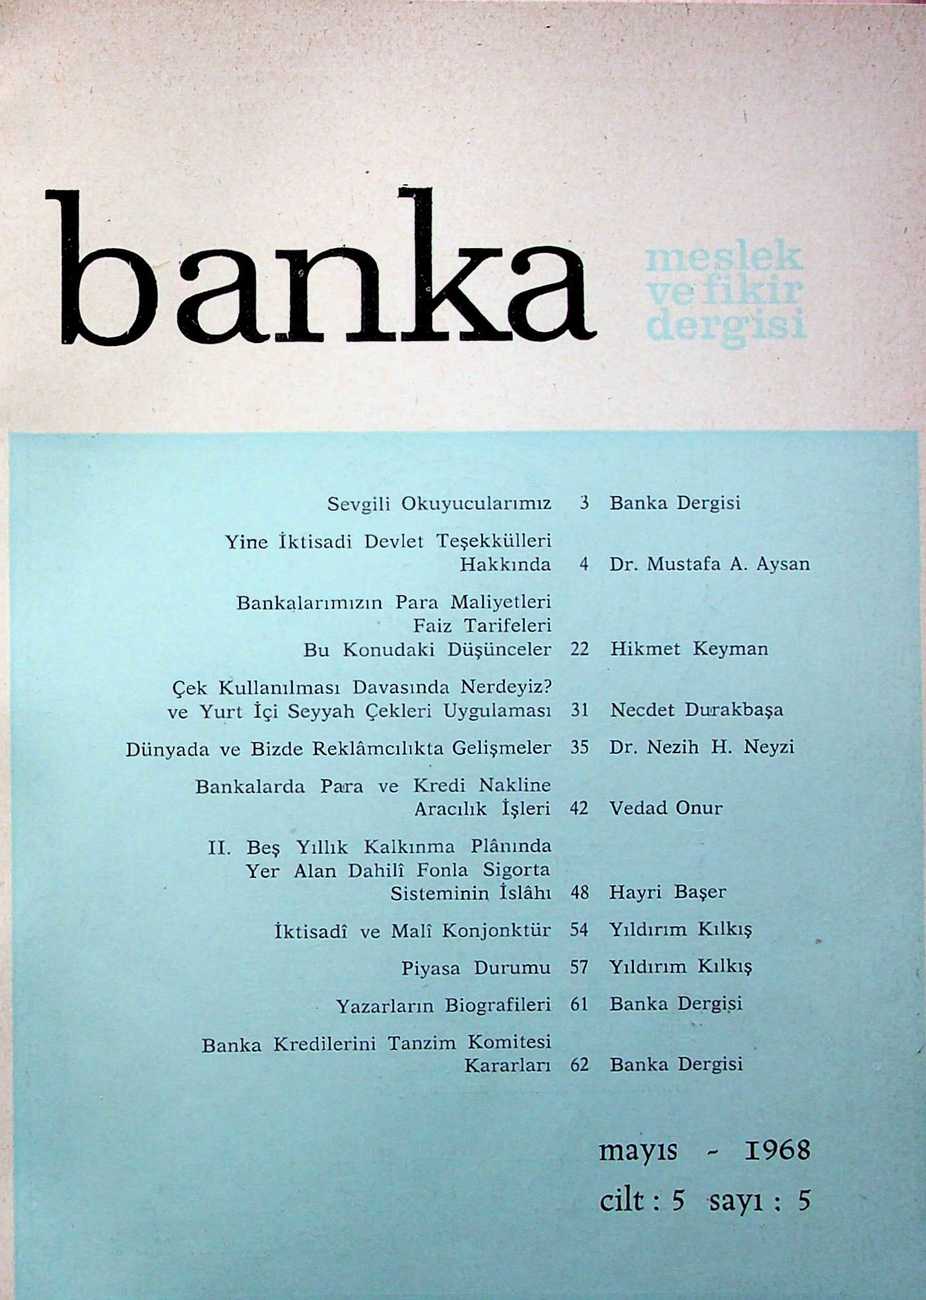 banka
meslek
ve fikir
dergisi
Sevgili Okuyucularımız 3 Banka Dergisi
Yine İktisadi Devlet Teşekkülleri
Hakkında 4 Dr. Mustafa A. Aysan
Bankalarımızın Para Maliyetleri
Faiz Tarifeleri
Bu Konudaki Düşünceler 22 Hikmet Keyman
Çek Kullanılması Davasında Nerdeyiz?
ve Yurt İçi Seyyah Çekleri Uygulaması 31 Necdet Durakbaşa
Dünyada ve Bizde Reklâmcılıkta Gelişmeler 35 Dr. Nezih H. Neyzi
Bankalarda Para ve Kredi Nakline
Aracılık İşleri 42 Vedad Onur
II. Beş Yıllık Kalkınma Plânında
Yer Alan Dahilî Fonla Sigorta
Sisteminin İslâhı 48 Hayri Başer
İktisadî ve Malî Konjonktür 54 Yıldırım Kılkış
Piyasa Durumu 57 Yıldırım Kılkış
Yazarların Biografileri 61 Banka Dergisi
Banka Kredilerini Tanzim Komitesi
Kararları 62 Banka Dergisi
mayıs - 1968
cilt : 5 sayı : 5